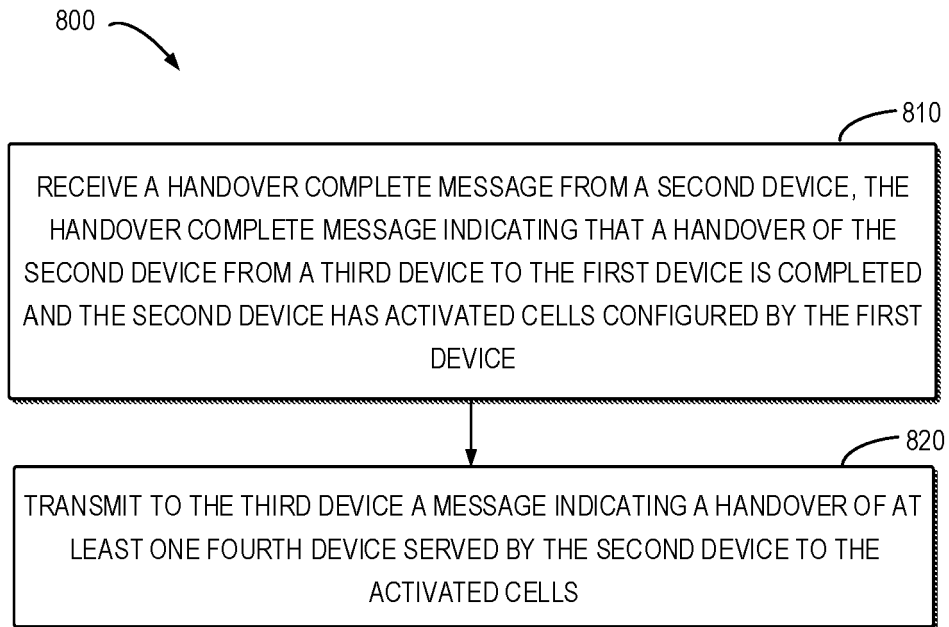 800
810
RECEIVE A HANDOVER COMPLETE MESSAGE FROM A SECOND DEVICE, THE
HANDOVER COMPLETE MESSAGE INDICATING THAT A HANDOVER OF THE
SECOND DEVICE FROM A THIRD DEVICE TO THE FIRST DEVICE IS COMPLETED
AND THE SECOND DEVICE HAS ACTIVATED CELLS CONFIGURED BY THE FIRST
DEVICE
820
TRANSMIT TO THE THIRD DEVICE A MESSAGE INDICATING A HANDOVER OF AT
LEAST ONE FOURTH DEVICE SERVED BY THE SECOND DEVICE TO THE
ACTIVATED CELLS